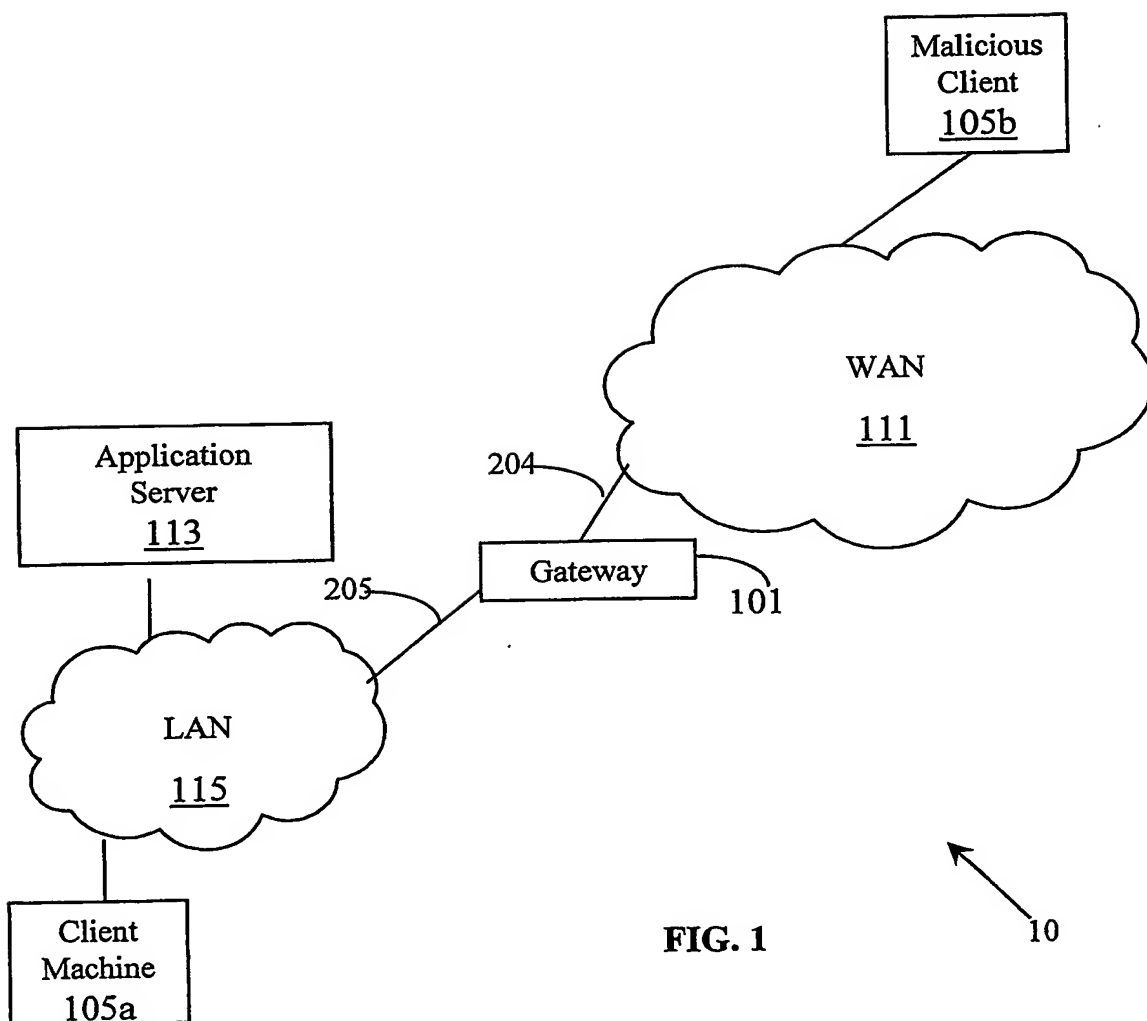 Malicious
Client
105b
WAN
111
204
Application
Server
113
Gateway
205
101
LAN
115
FIG. 1
10
Client
Machine
105a